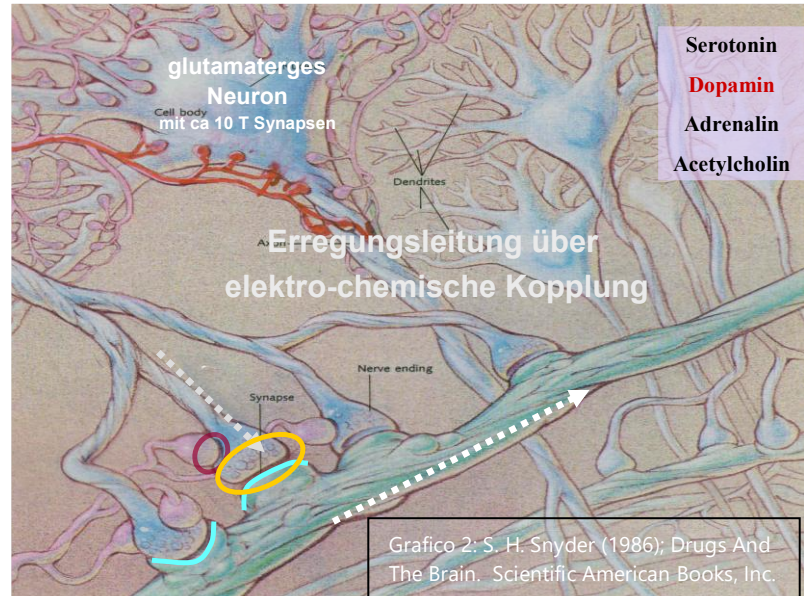 glutamaterges
Neuron
mit ca 10 T Synapsen
Cell body
Serotonin
Dopamin
Adrenalin
Acetylcholin
Dendrites
Axon
Erregungsleitung über
elektro-chemische Kopplung
Nerve ending
Synapse
Grafico 2: S. H. Snyder (1986); Drugs And
The Brain. Scientific American Books, Inc.